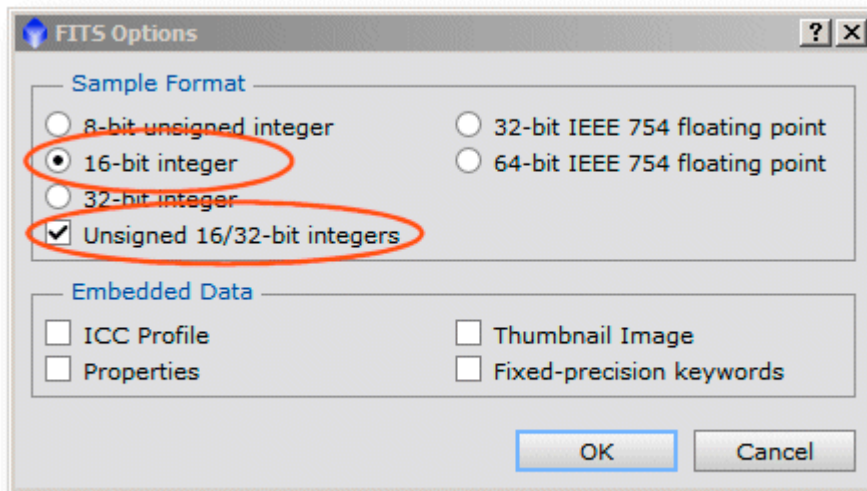 FITS Options
Sample Format
8-bit unsigned integer
32-bit IEEE 754 floating point
16-bit integer
64-bit IEEE 754 floating point
32-bit integer
Unsigned 16/32-bit integers
Embedded Data
ICC Profile
Thumbnail Image
Properties
Fixed-precision keywords
OK
Cancel